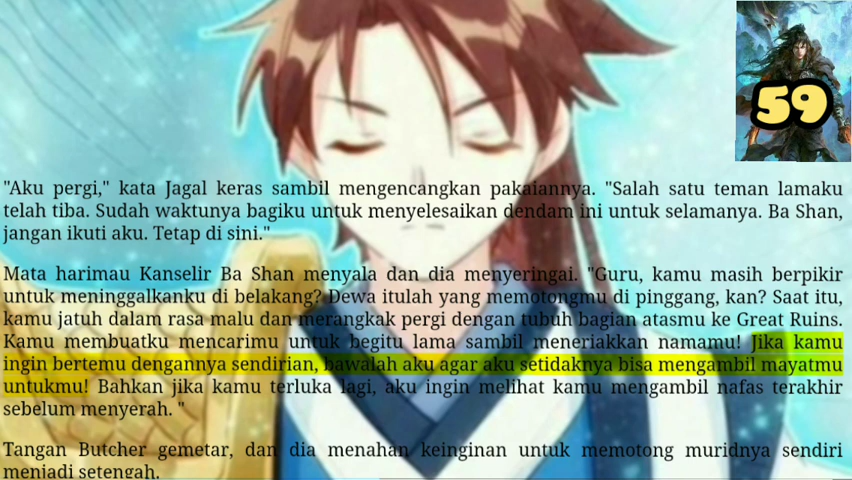 59
"Aku pergi," kata Jagal keras sambil mengencangkan pakaiannya. "Salah satu teman lamaku
telah tiba. Sudah waktunya bagiku untuk menyelesaikan dendam ini untuk selamanya. Ba Shan,
jangan ikuti aku. Tetap di sini."
Mata harimau Kanselir Ba Shan menyala dan dia menyeringai. "Guru, kamu masih berpikir
untuk meninggalkanku di belakang? Dewa itulah yang memotongmu di pinggang, kan? Saat itu,
kamu jatuh dalam rasa malu dan merangkak pergi dengan tubuh bagian atasmu ke Great Ruins.
Kamu membuatku mencarimu untuk begitu lama sambil meneriakkan namamu! Jika kamu
ingin bertemu dengannya sendirian, bawalah aku agar aku setidaknya bisa mengambil mayatmu
untukmu! Bahkan jika kamu terluka lagi, aku ingin melihat kamu mengambil nafas terakhir
sebelum menyerah. "
Tangan Butcher gemetar, dan dia menahan keinginan untuk memotong muridnya sendiri
menjadi setengah.